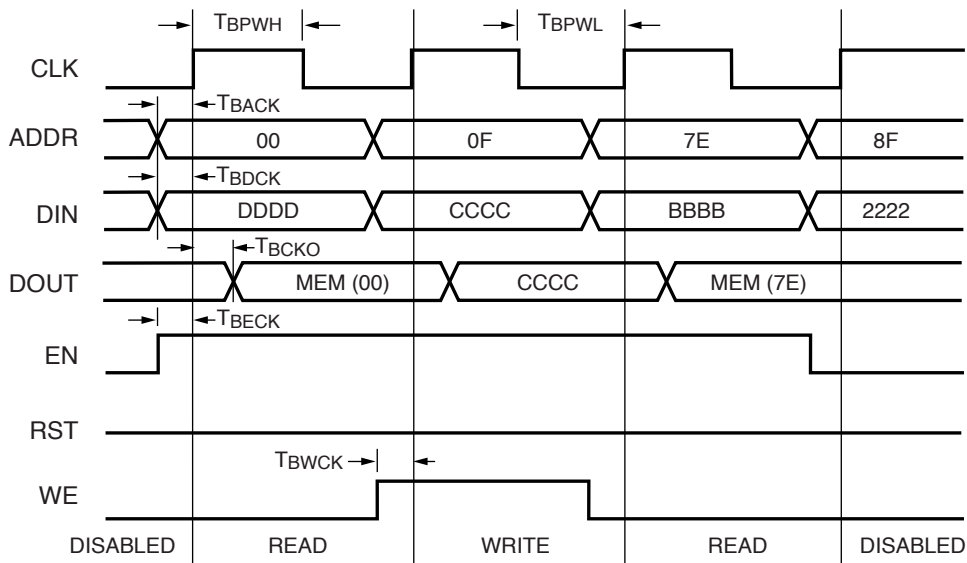 TBPWH TBPWL
CLK
TBACK
ADDR 00 0F 7E 8F
TBDCK
DIN DDDD CCCC BBBB 2222
TBCKO
DOUT MEM (00) CCCC MEM (7E)
TBECK
EN
RST
TBWCK
WE
DISABLED READ WRITE READ DISABLED